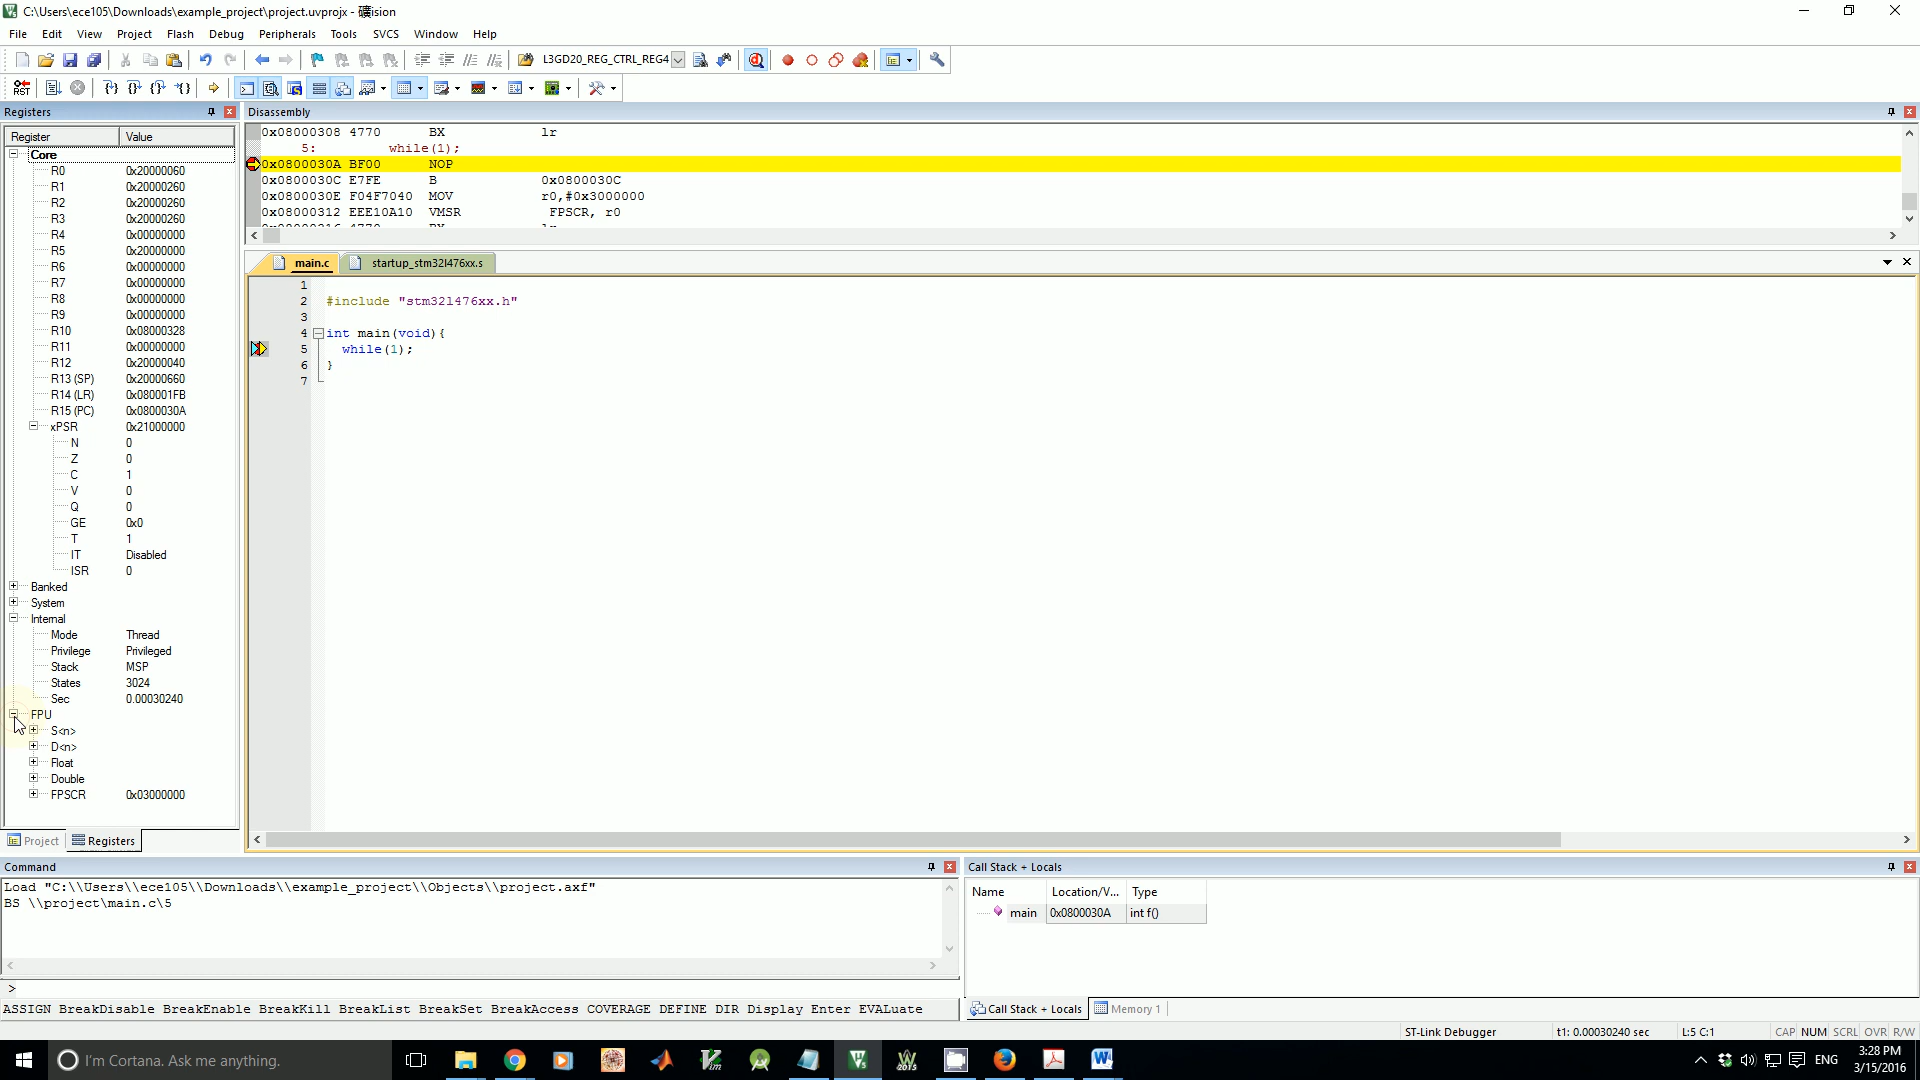 C:\Users\ece105\Downloads\example_project\project.uvprojx - 礦ision
File Edit View Project Flash Debug Peripherals Tools SVCS Window Help
L3GD20_REG_CTRL_REG4
RST
Registers
Register Value
Core
R0 0x20000060
R1 0x20000260
R2 0x20000260
R3 0x20000260
R4 0x00000000
R5 0x20000000
R6 0x00000000
R7 0x00000000
R8 0x00000000
R9 0x00000000
R10 0x08000328
R11 0x00000000
R12 0x20000040
R13 (SP) 0x20000660
R14 (LR) 0x080001FB
R15 (PC) 0x0800030A
xPSR 0x21000000
N 0
Z 0
C 1
V 0
Q 0
GE 0x0
T 1
IT Disabled
ISR 0
Banked
System
Internal
Mode Thread
Privilege Privileged
Stack MSP
States 3024
Sec 0.00030240
FPU
S<n>
D<n>
Float
Double
FPSCR 0x03000000
Project Registers
Disassembly
0x08000308 4770 BX lr
5: while(1);
0x0800030A BF00 NOP
0x0800030C E7FE B 0x0800030C
0x0800030E F04F7040 MOV r0,#0x3000000
0x08000312 EEE10A10 VMSR FPSCR, r0
main.c startup_stm32l476xx.s
1
2 #include "stm32l476xx.h"
3
4 int main(void){
5 while(1);
6 }
7
Command
Load "C:\\Users\\ece105\\Downloads\\example_project\\Objects\\project.axf"
BS \\project\main.c\5
>
ASSIGN BreakDisable BreakEnable BreakKill BreakList BreakSet BreakAccess COVERAGE DEFINE DIR Display Enter EVALuate
Call Stack + Locals
Name Location/V... Type
main 0x0800030A int f()
Call Stack + Locals Memory 1
ST-Link Debugger t1: 0.00030240 sec L:5 C:1 CAP NUM SCRL OVR R/W
I'm Cortana. Ask me anything.
ENG
3:28 PM
3/15/2016